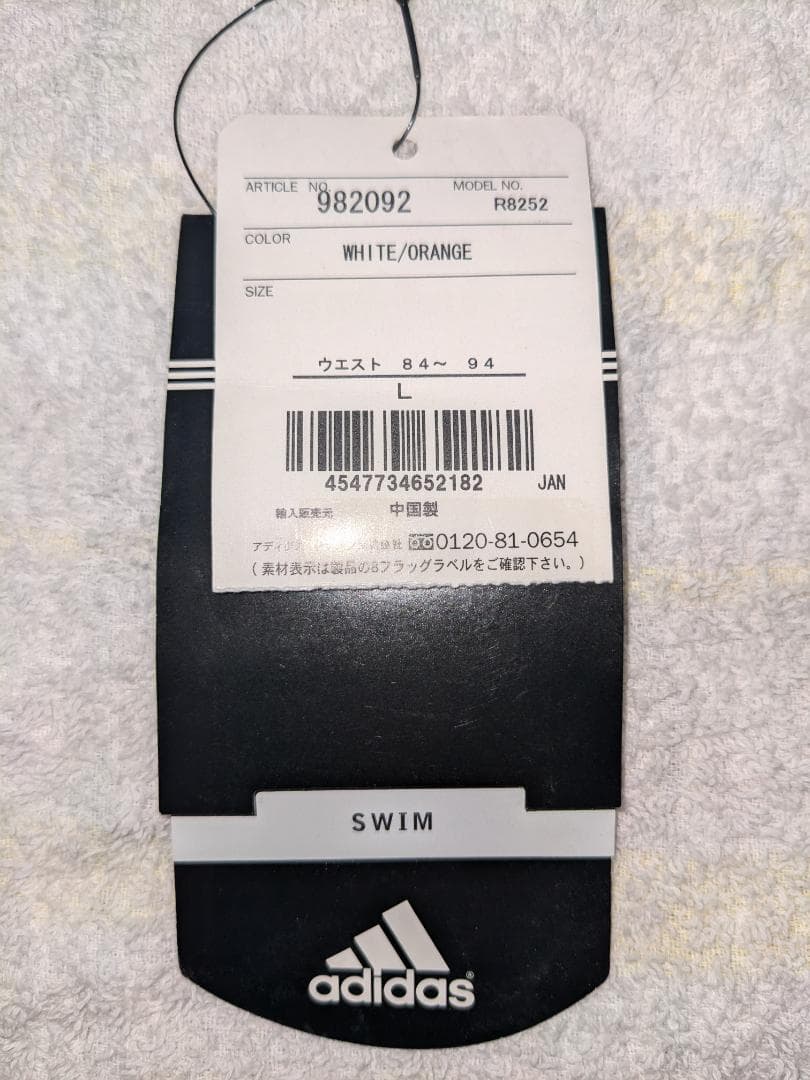 ARTICLE NO. 982092 MODEL NO. R8252
COLOR WHITE/ORANGE
SIZE
ウエスト 84〜 94
L
4547734652182 JAN
輸入販売元 中国製
0120-81-0654
(素材表示は製品の8フラッグラベルをご確認下さい。)
SWIM
adidas®